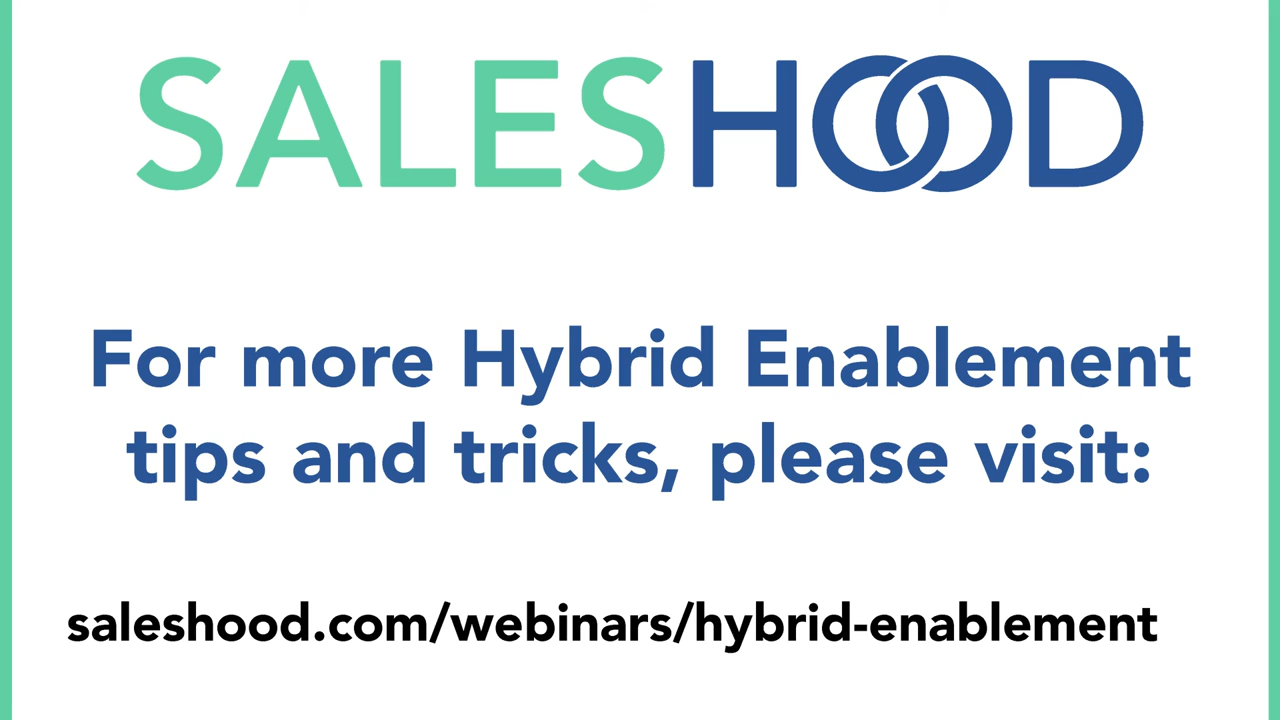 SALESHOOD
For more Hybrid Enablement
tips and tricks, please visit:
saleshood.com/webinars/hybrid-enablement